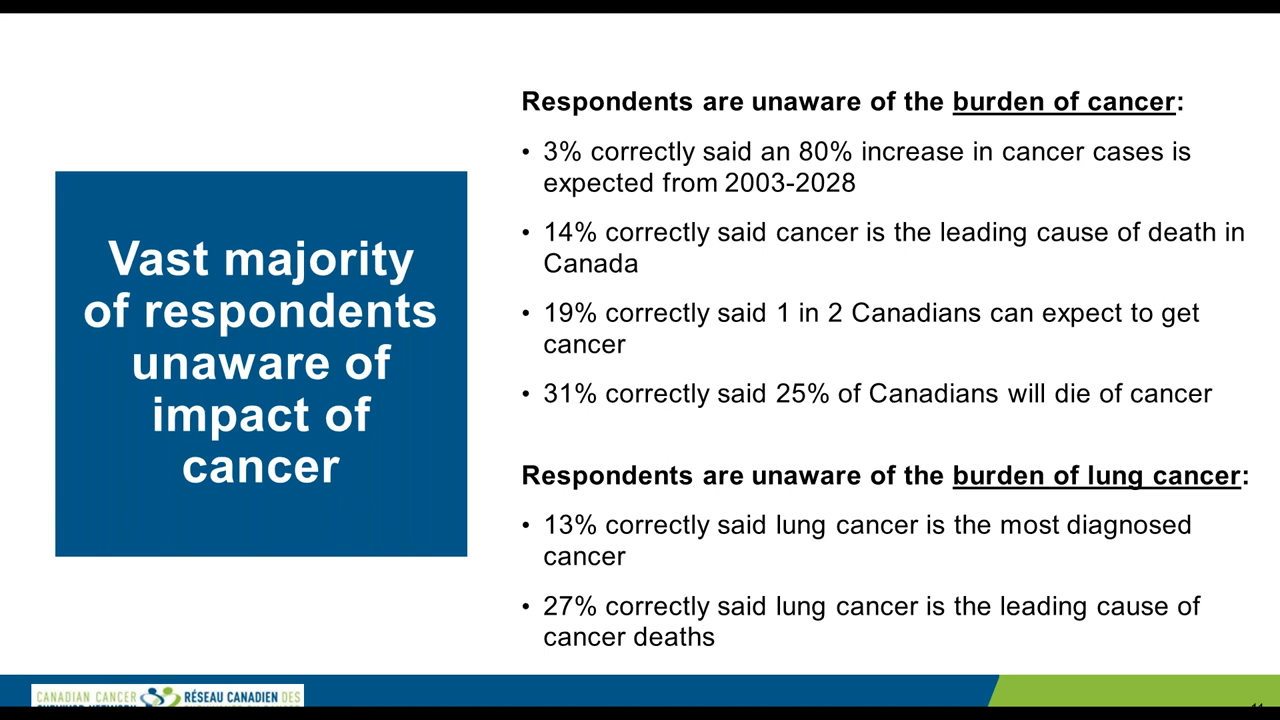 Vast majority
of respondents
unaware of
impact of
cancer
Respondents are unaware of the burden of cancer:
• 3% correctly said an 80% increase in cancer cases is
expected from 2003-2028
• 14% correctly said cancer is the leading cause of death in
Canada
• 19% correctly said 1 in 2 Canadians can expect to get
cancer
• 31% correctly said 25% of Canadians will die of cancer
Respondents are unaware of the burden of lung cancer:
• 13% correctly said lung cancer is the most diagnosed
cancer
• 27% correctly said lung cancer is the leading cause of
cancer deaths
CANADIAN CANCER
RÉSEAU CANADIEN DES